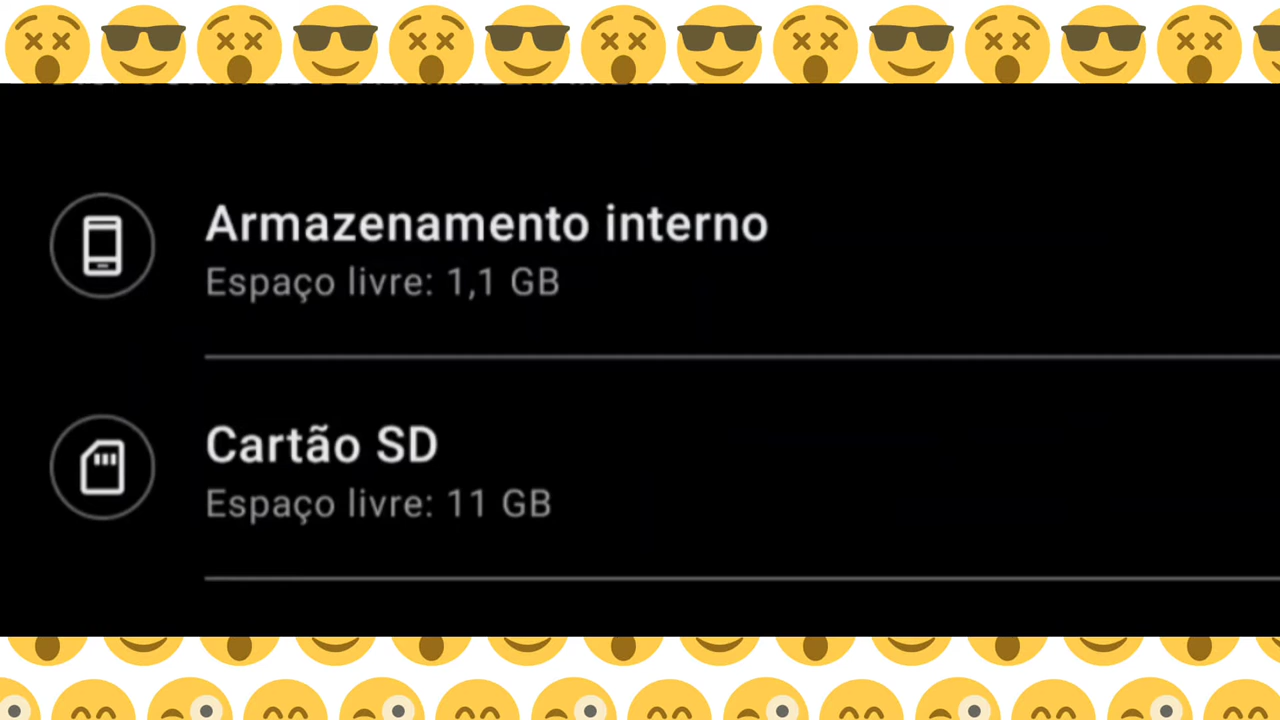 Armazenamento interno
Espaço livre: 1,1 GB
Cartão SD
Espaço livre: 11 GB